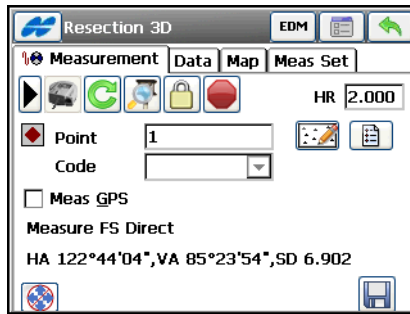 Resection 3D EDM
Measurement Data Map Meas Set
HR 2.000
Point 1
Code
Meas GPS
Measure FS Direct
HA 122°44'04",VA 85°23'54",SD 6.902